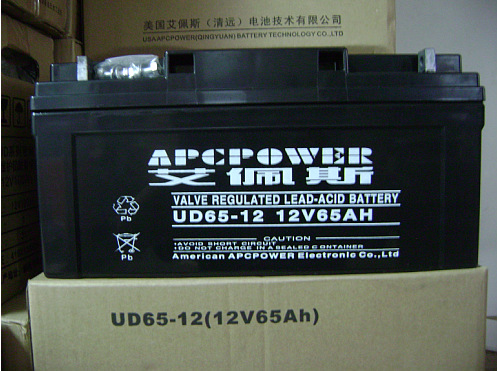 美国艾佩斯（清远）电池技术有限公司
USA APCPOWER(QINGYUAN) BATTERY TECHNOLOGY CO.,LTD
APCPOWER
艾佩斯
VALVE REGULATED LEAD-ACID BATTERY
UD65-12 12V65AH
Pb
CAUTION
•AVOID SHORT CIRCUIT
•DO NOT CHARGE IN A SEALED CONTAINER
Pb
American APCPOWER Electronic Co.,Ltd
UD65-12(12V65Ah)